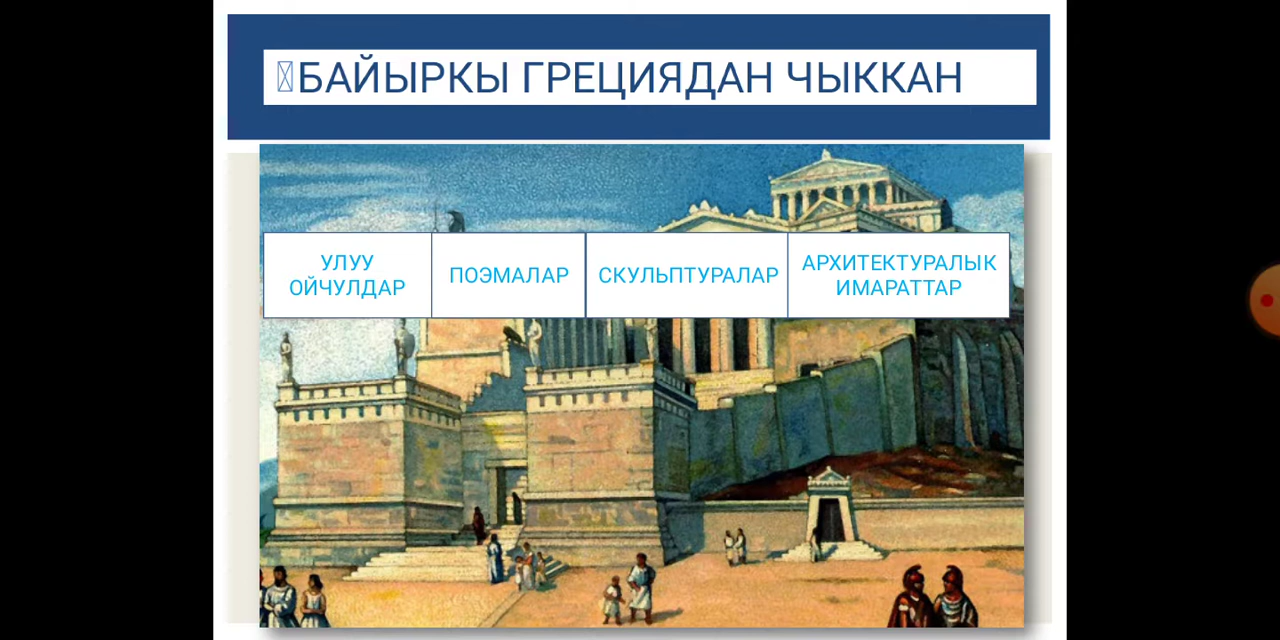 БАЙЫРКЫ ГРЕЦИЯДАН ЧЫККАН
УЛУУ
ОЙЧУЛДАР
ПОЭМАЛАР
СКУЛЬПТУРАЛАР
АРХИТЕКТУРАЛЫК
ИМАРАТТАР